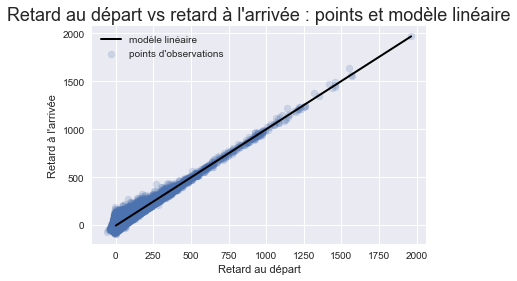 Retard au départ vs retard à l'arrivée : points et modèle linéaire
modèle linéaire
points d'observations
Retard à l'arrivée
2000
1500
1000
500
0
0 250 500 750 1000 1250 1500 1750 2000
Retard au départ